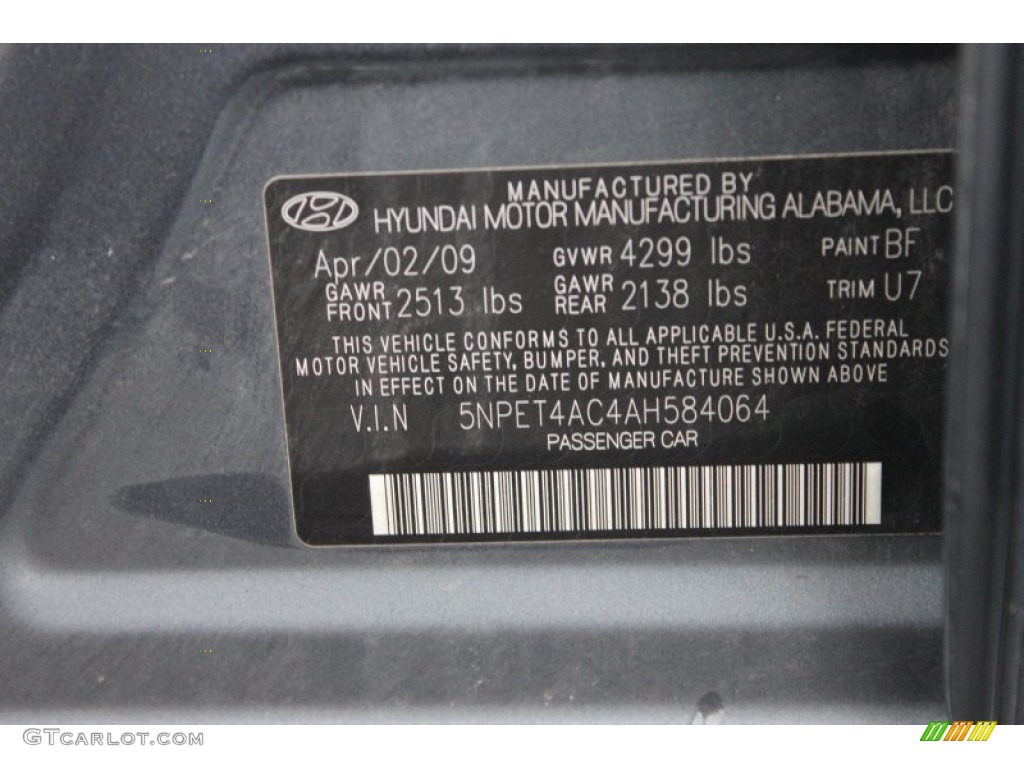 MANUFACTURED BY
HYUNDAI MOTOR MANUFACTURING ALABAMA, LLC
Apr/02/09 GVWR 4299 lbs PAINT BF
GAWR FRONT 2513 lbs GAWR REAR 2138 lbs TRIM U7
THIS VEHICLE CONFORMS TO ALL APPLICABLE U.S.A. FEDERAL
MOTOR VEHICLE SAFETY, BUMPER, AND THEFT PREVENTION STANDARDS
IN EFFECT ON THE DATE OF MANUFACTURE SHOWN ABOVE
V.I.N 5NPET4AC4AH584064
PASSENGER CAR
GTCARLOT.COM